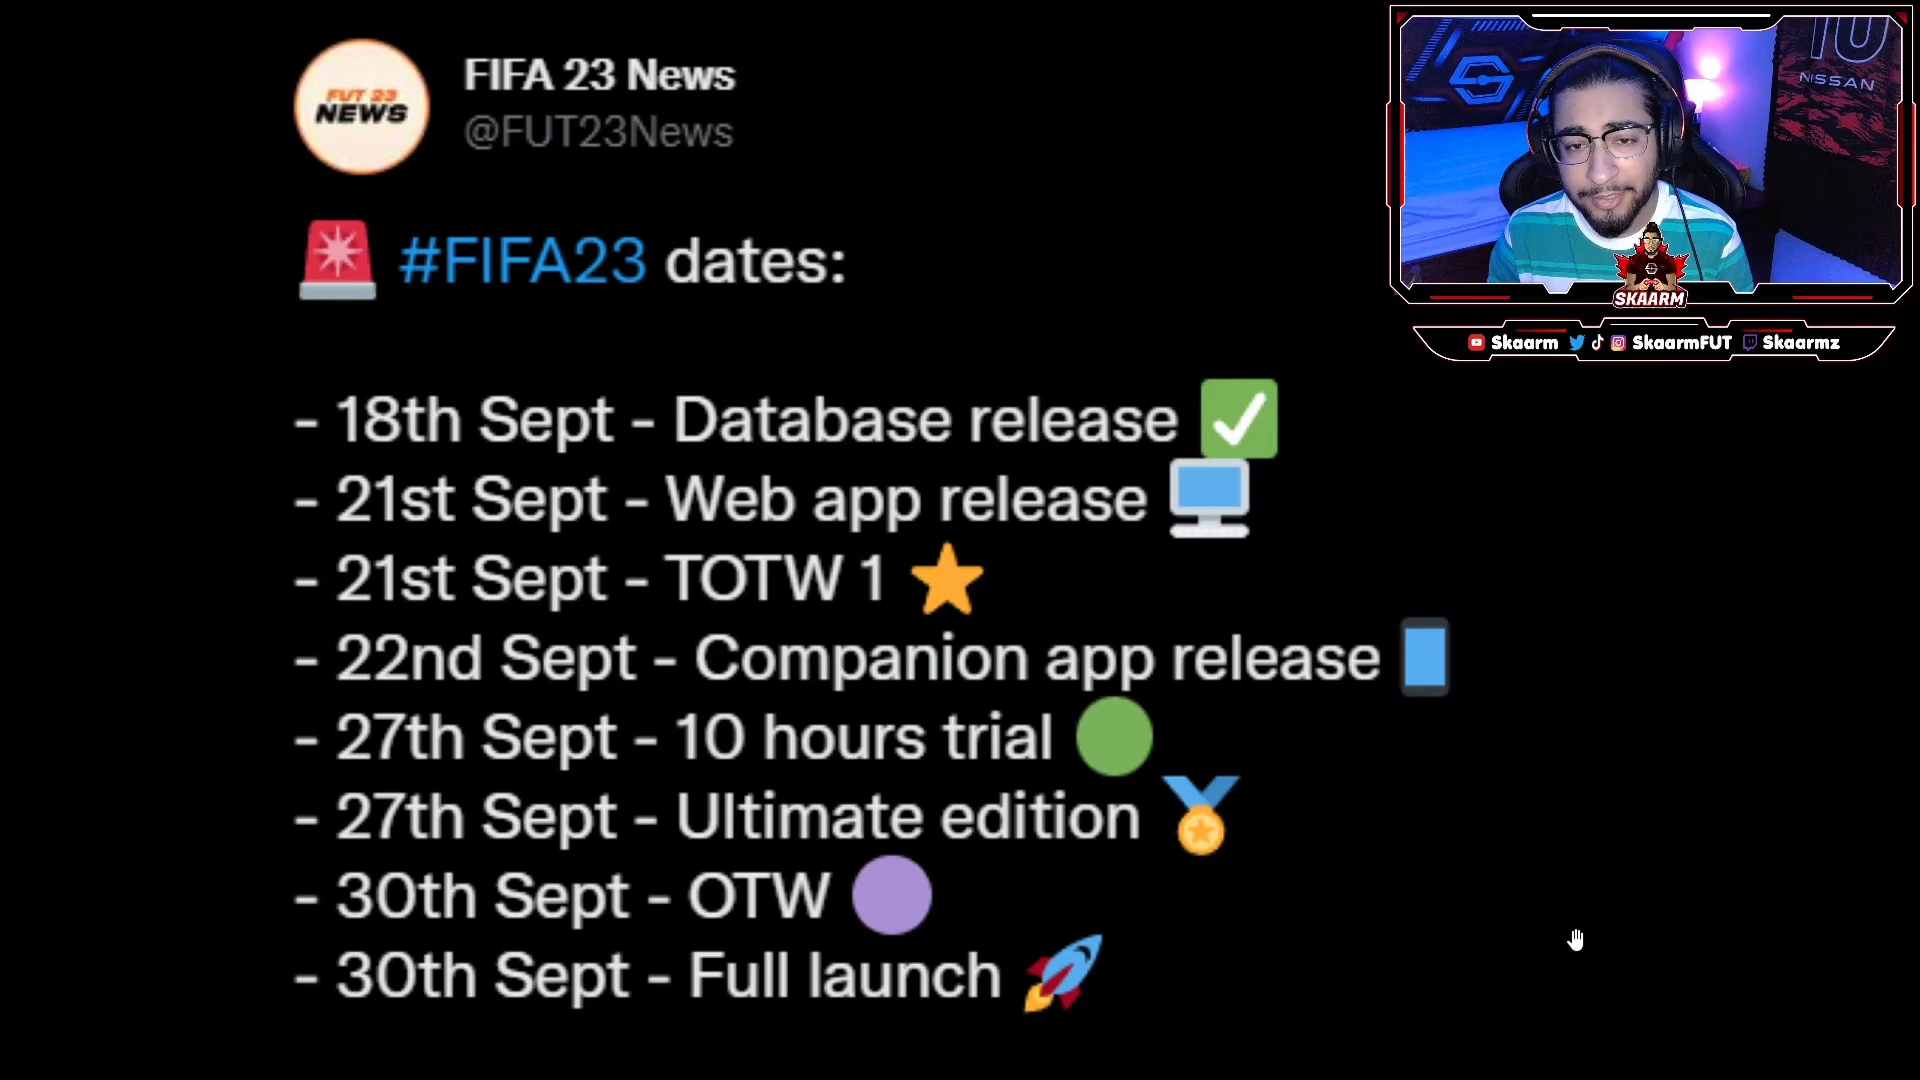 FUT 23
NEWS
FIFA 23 News
@FUT23News
#FIFA23 dates:
- 18th Sept - Database release
- 21st Sept - Web app release
- 21st Sept - TOTW 1
- 22nd Sept - Companion app release
- 27th Sept - 10 hours trial
- 27th Sept - Ultimate edition
- 30th Sept - OTW
- 30th Sept - Full launch
10
NISSAN
SKAARM
Skaarm SkaarmFUT Skaarmz